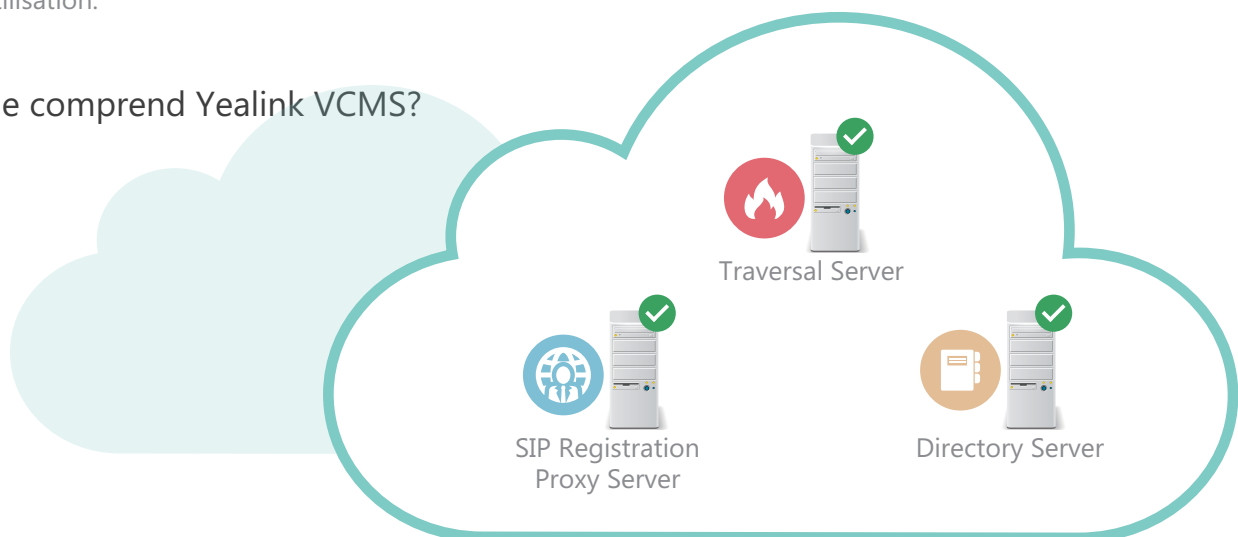 e comprend Yealink VCMS?
Traversal Server
SIP Registration
Proxy Server
Directory Server